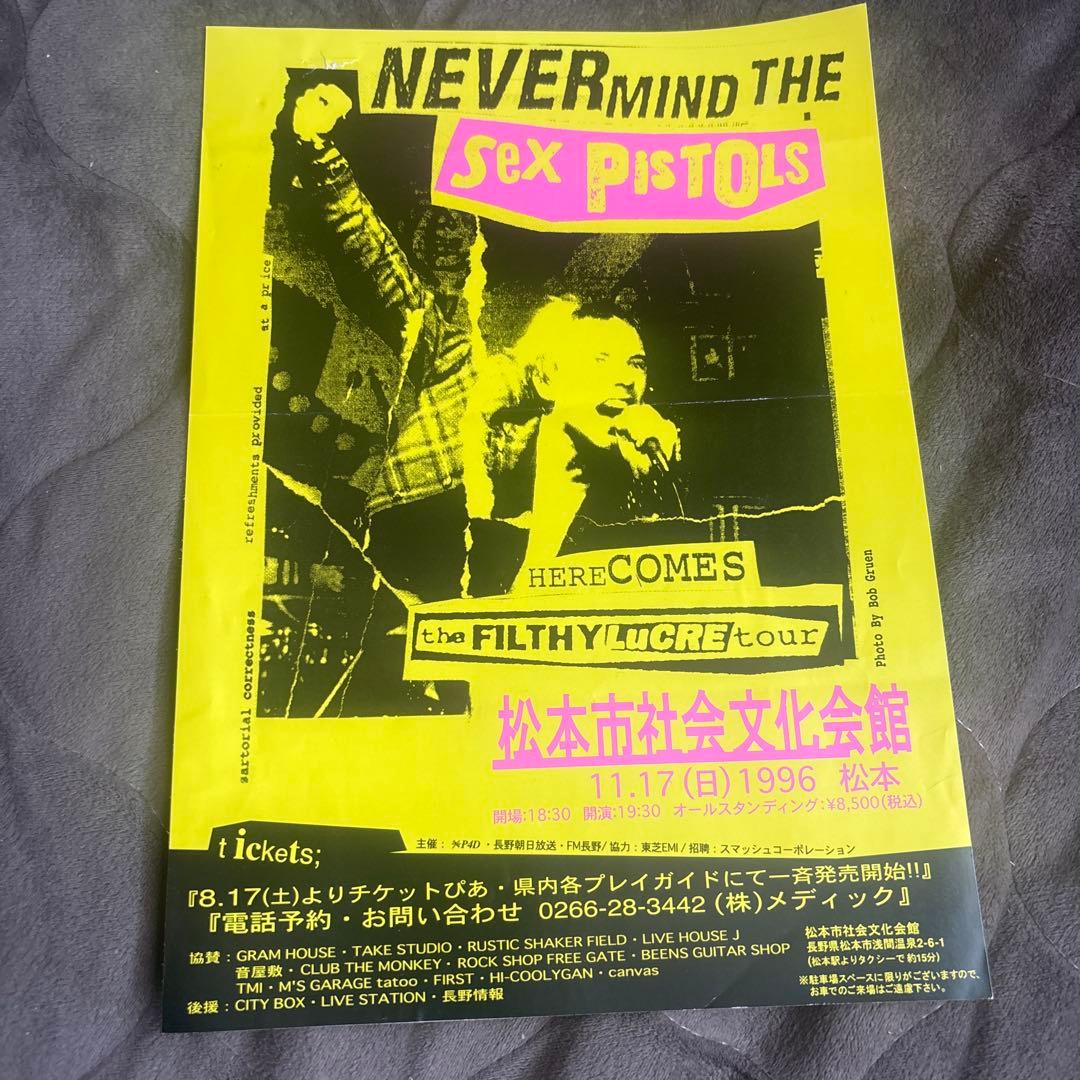 NEVER MIND THE
Sex PiSTOLs
at a price
refreshments provided
sartorial correctness
HERE COMES
the FILTHY LuCRE tour
Photo By Bob Gruen
松本市社会文化会館
11.17(日)1996 松本
開場:18:30 開演:19:30 オールスタンディング:¥8,500(税込)
tickets;
主催: P4D・長野朝日放送・FM長野/協力:東芝EMI/招聘:スマッシュコーポレーション
『8.17(土)よりチケットぴあ・県内各プレイガイドにて一斉発売開始!!』
『電話予約・お問い合わせ 0266-28-3442 (株)メディック』
協賛:GRAM HOUSE・TAKE STUDIO・RUSTIC SHAKER FIELD・LIVE HOUSE J
音屋敷・CLUB THE MONKEY・ROCK SHOP FREE GATE・BEENS GUITAR SHOP
TMI・M'S GARAGE tatoo・FIRST・HI-COOLYGAN・canvas
後援:CITY BOX・LIVE STATION・長野情報
松本市社会文化会館
長野県松本市浅間温泉2-6-1
(松本駅よりタクシーで約15分)
※駐車場スペースに限りがございますので、
お車でのご来場はご遠慮下さい。